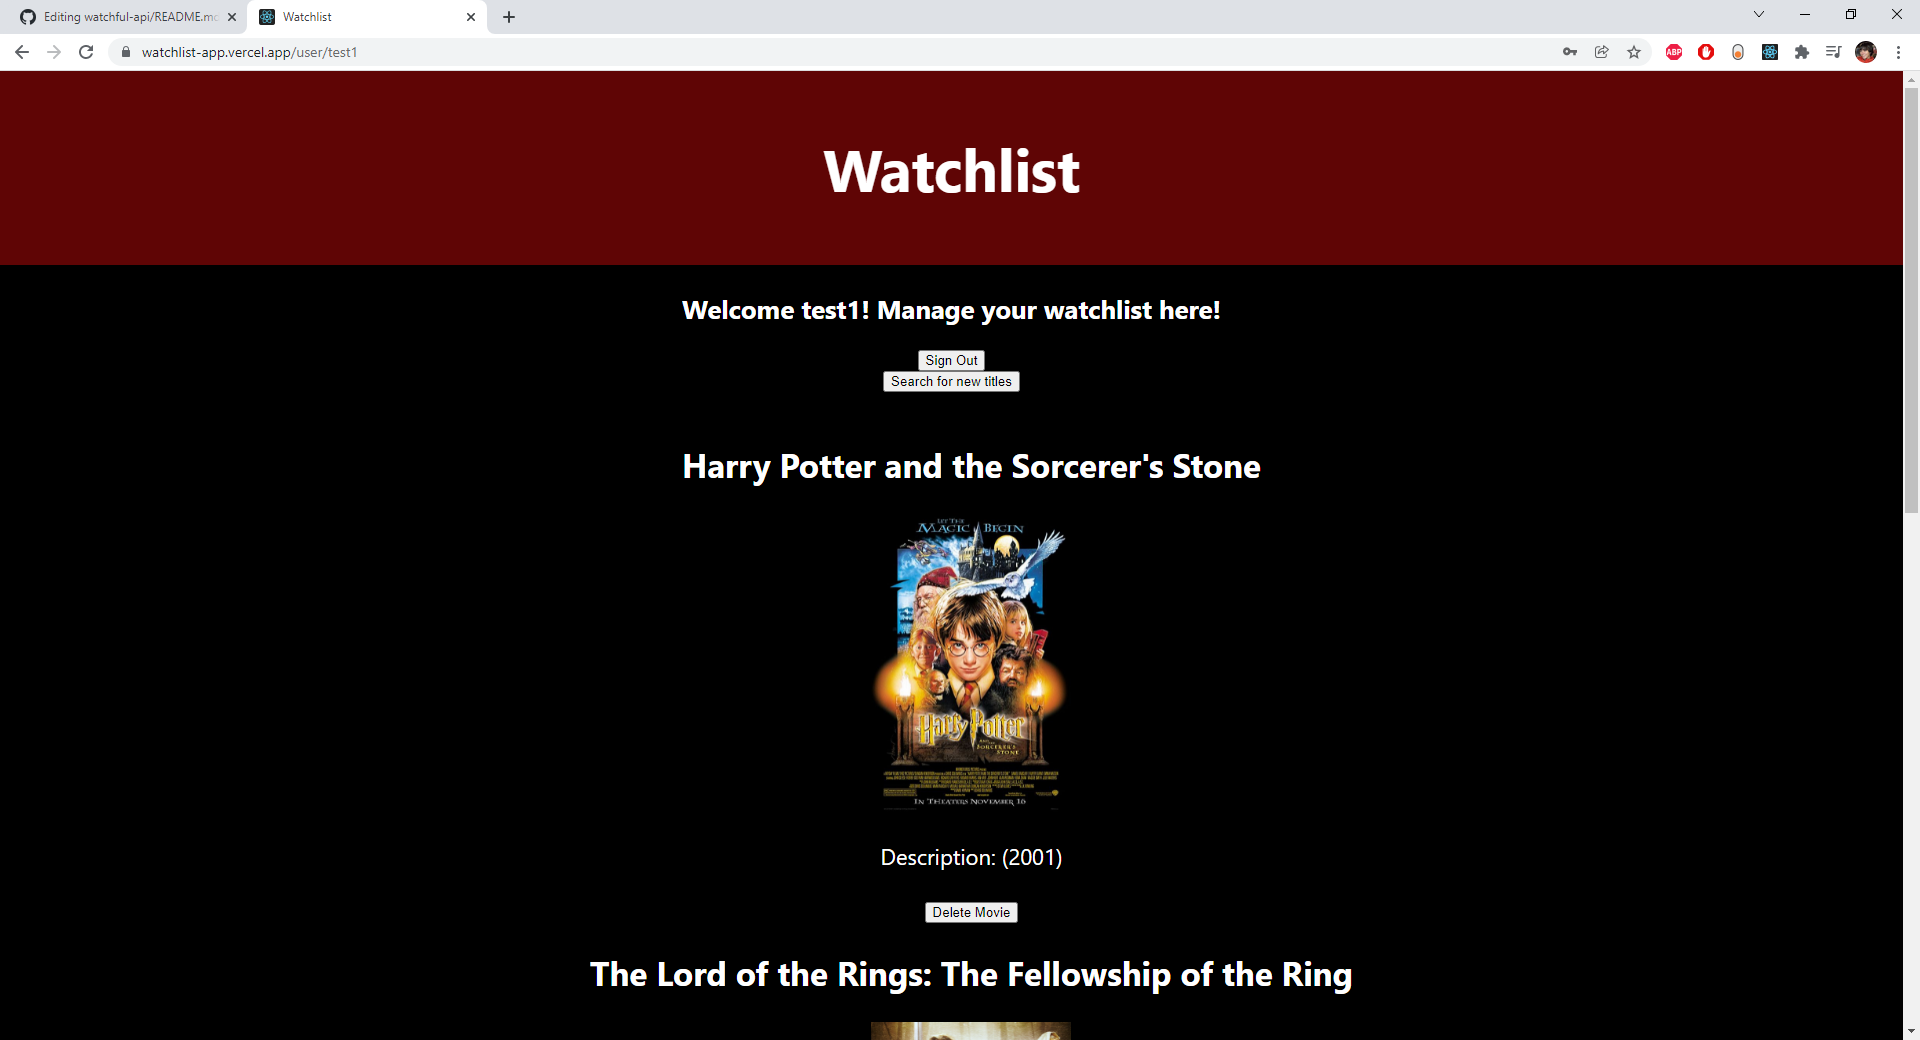 Editing watchful-api/README.mc
Watchlist
watchlist-app.vercel.app/user/test1
ABP
Watchlist
Welcome test1! Manage your watchlist here!
Sign Out
Search for new titles
Harry Potter and the Sorcerer's Stone
LET THE
MAGIC BEGIN
Harry Potter
AND THE
SORCERER'S
STONE
IN THEATERS NOVEMBER 16
Description: (2001)
Delete Movie
The Lord of the Rings: The Fellowship of the Ring